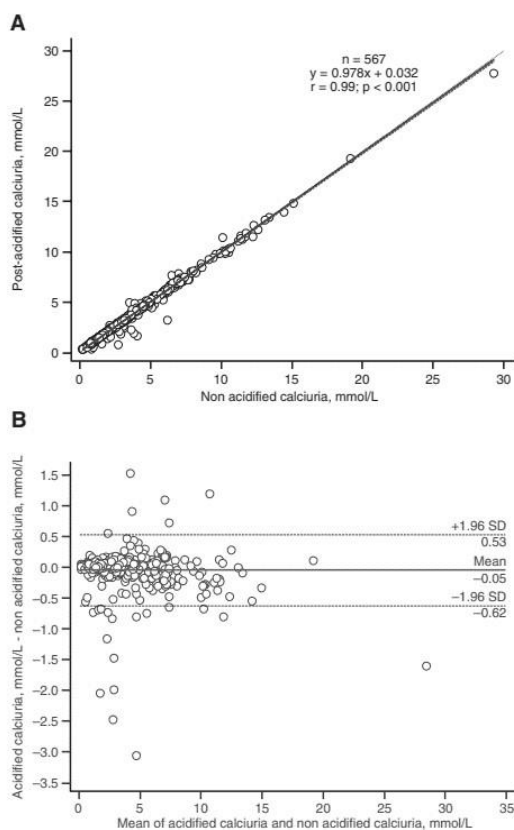 A
30
25
20
15
10
5
0
Post-acidified calciuria, mmol/L
n = 567
y = 0.978x + 0.032
r = 0.99; p < 0.001
0 5 10 15 20 25 30
Non acidified calciuria, mmol/L
B
1.5
1.0
0.5
0.0
−0.5
−1.0
−1.5
−2.0
−2.5
−3.0
−3.5
Acidified calciuria, mmol/L - non acidified calciuria, mmol/L
+1.96 SD
0.53
Mean
−0.05
−1.96 SD
−0.62
0 5 10 15 20 25 30 35
Mean of acidified calciuria and non acidified calciuria, mmol/L